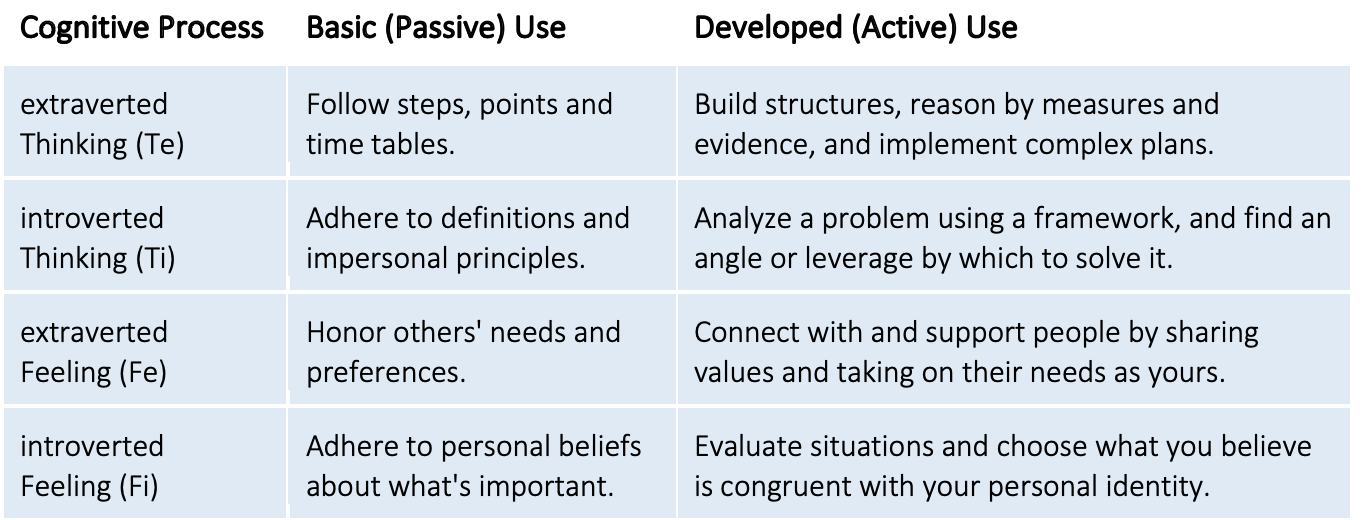 Cognitive Process Basic (Passive) Use Developed (Active) Use
extraverted
Thinking (Te)
Follow steps, points and
time tables.
Build structures, reason by measures and
evidence, and implement complex plans.
introverted
Thinking (Ti)
Adhere to definitions and
impersonal principles.
Analyze a problem using a framework, and find an
angle or leverage by which to solve it.
extraverted
Feeling (Fe)
Honor others' needs and
preferences.
Connect with and support people by sharing
values and taking on their needs as yours.
introverted
Feeling (Fi)
Adhere to personal beliefs
about what's important.
Evaluate situations and choose what you believe
is congruent with your personal identity.